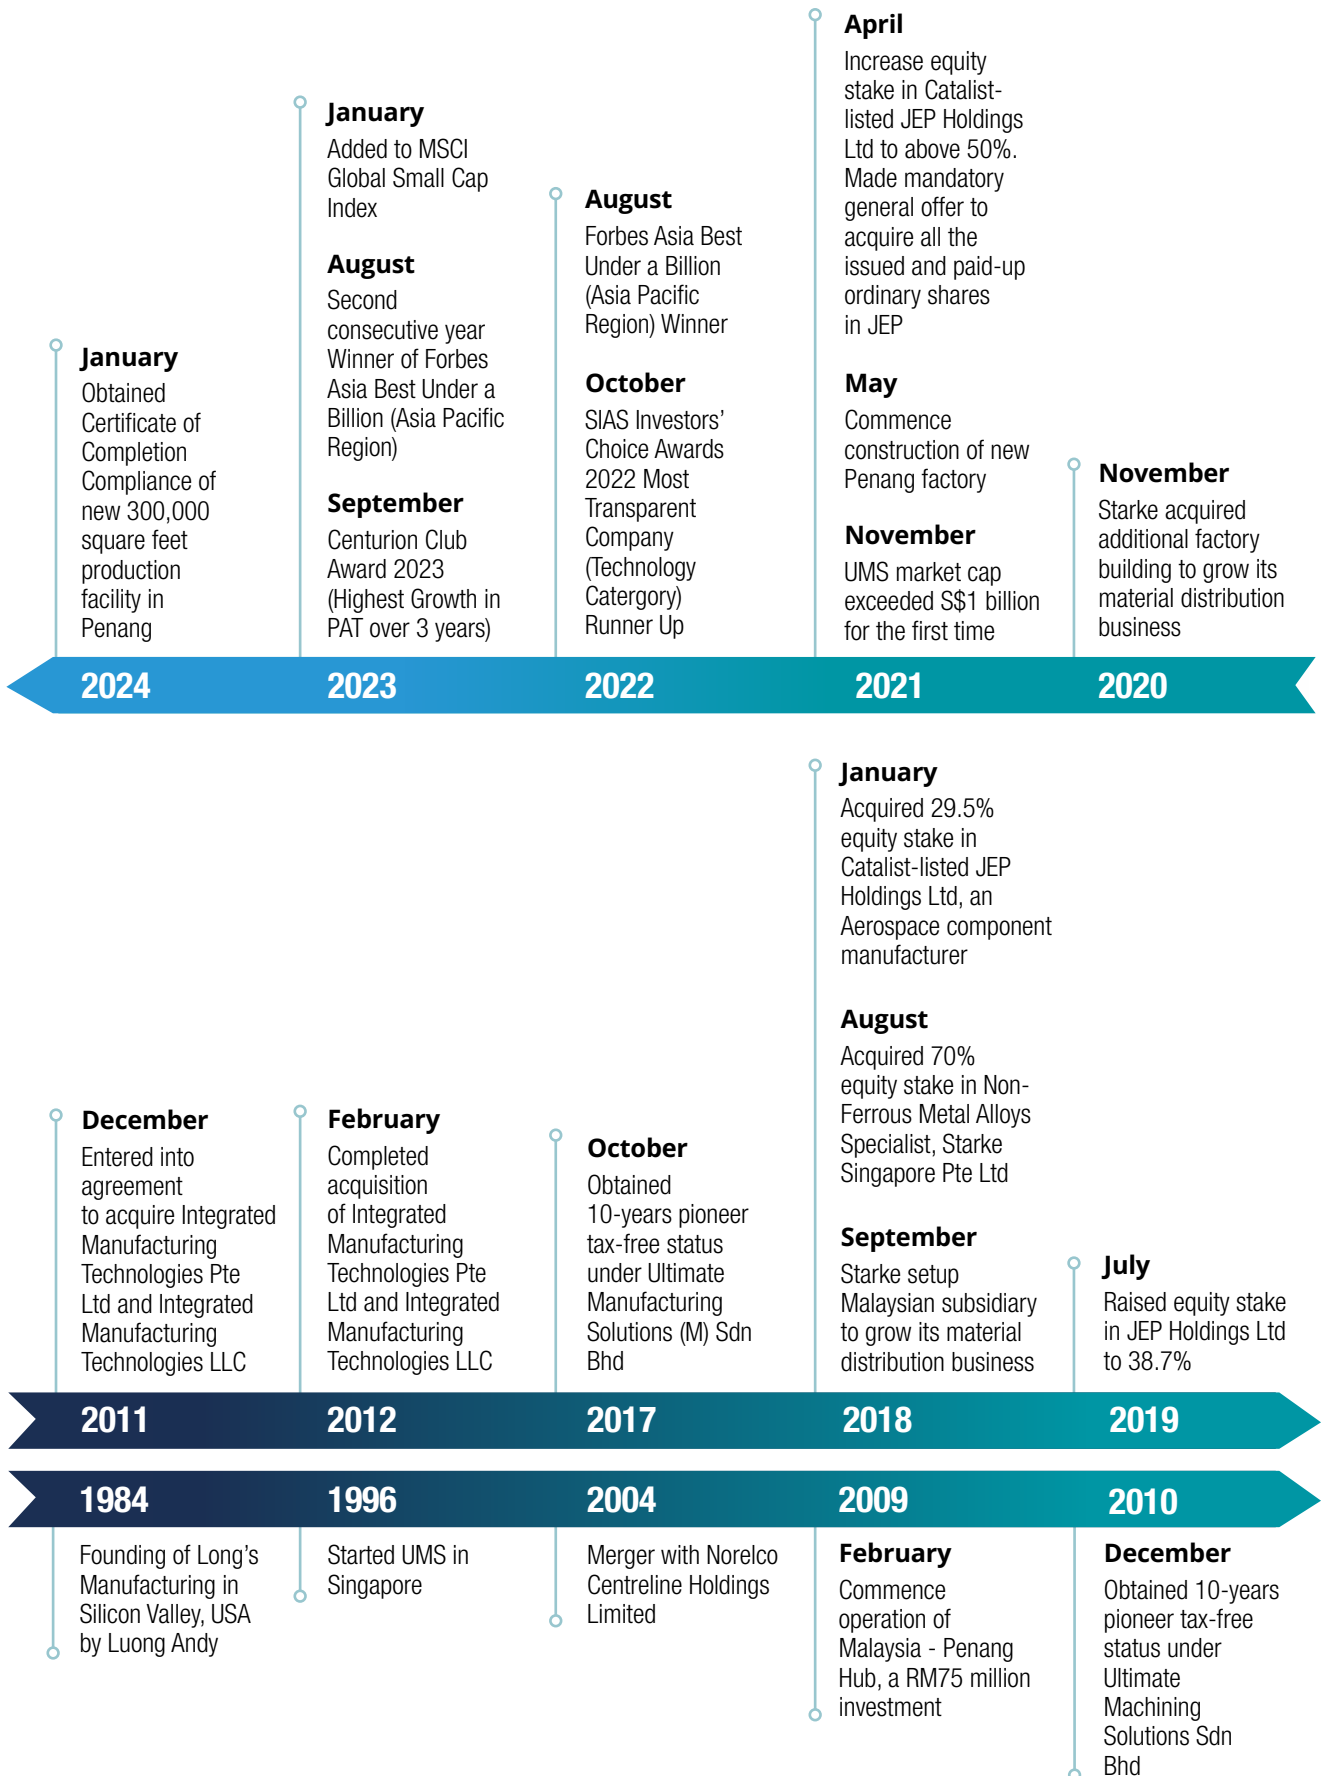 January
Obtained
Certificate of
Completion
Compliance of
new 300,000
square feet
production
facility in
Penang
2024
January
Added to MSCI
Global Small Cap
Index
August
Second
consecutive year
Winner of Forbes
Asia Best Under a
Billion (Asia Pacific
Region)
September
Centurion Club
Award 2023
(Highest Growth in
PAT over 3 years)
2023
August
Forbes Asia Best
Under a Billion
(Asia Pacific
Region) Winner
October
SIAS Investors’
Choice Awards
2022 Most
Transparent
Company
(Technology
Catergory)
Runner Up
2022
April
Increase equity
stake in Catalist-
listed JEP Holdings
Ltd to above 50%.
Made mandatory
general offer to
acquire all the
issued and paid-up
ordinary shares
in JEP
May
Commence
construction of new
Penang factory
November
UMS market cap
exceeded S$1 billion
for the first time
2021
November
Starke acquired
additional factory
building to grow its
material distribution
business
2020
December
Entered into
agreement
to acquire Integrated
Manufacturing
Technologies Pte
Ltd and Integrated
Manufacturing
Technologies LLC
2011
February
Completed
acquisition
of Integrated
Manufacturing
Technologies Pte
Ltd and Integrated
Manufacturing
Technologies LLC
2012
October
Obtained
10-years pioneer
tax-free status
under Ultimate
Manufacturing
Solutions (M) Sdn
Bhd
2017
January
Acquired 29.5%
equity stake in
Catalist-listed JEP
Holdings Ltd, an
Aerospace component
manufacturer
August
Acquired 70%
equity stake in Non-
Ferrous Metal Alloys
Specialist, Starke
Singapore Pte Ltd
September
Starke setup
Malaysian subsidiary
to grow its material
distribution business
2018
July
Raised equity stake
in JEP Holdings Ltd
to 38.7%
2019
1984
Founding of Long’s
Manufacturing in
Silicon Valley, USA
by Luong Andy
1996
Started UMS in
Singapore
2004
Merger with Norelco
Centreline Holdings
Limited
2009
February
Commence
operation of
Malaysia - Penang
Hub, a RM75 million
investment
2010
December
Obtained 10-years
pioneer tax-free
status under
Ultimate
Machining
Solutions Sdn
Bhd